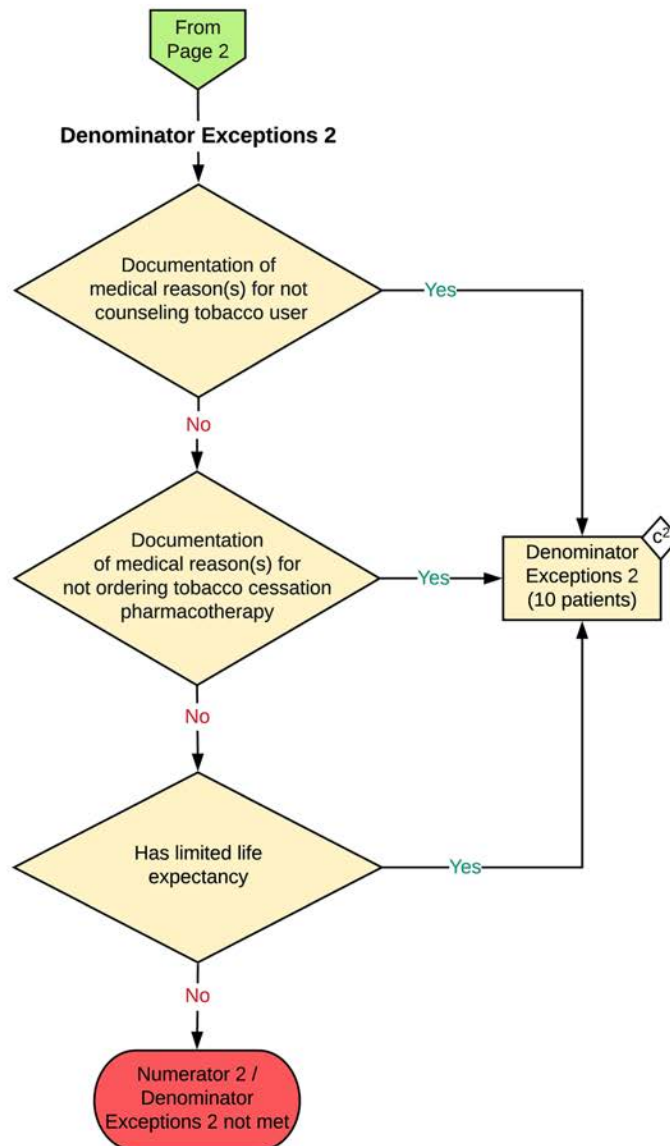 From
Page 2
Denominator Exceptions 2
Documentation of
medical reason(s) for not
counseling tobacco user
Yes
No
Documentation
of medical reason(s) for
not ordering tobacco cessation
pharmacotherapy
Yes
Denominator
Exceptions 2
(10 patients)
c²
No
Has limited life
expectancy
Yes
No
Numerator 2 /
Denominator
Exceptions 2 not met